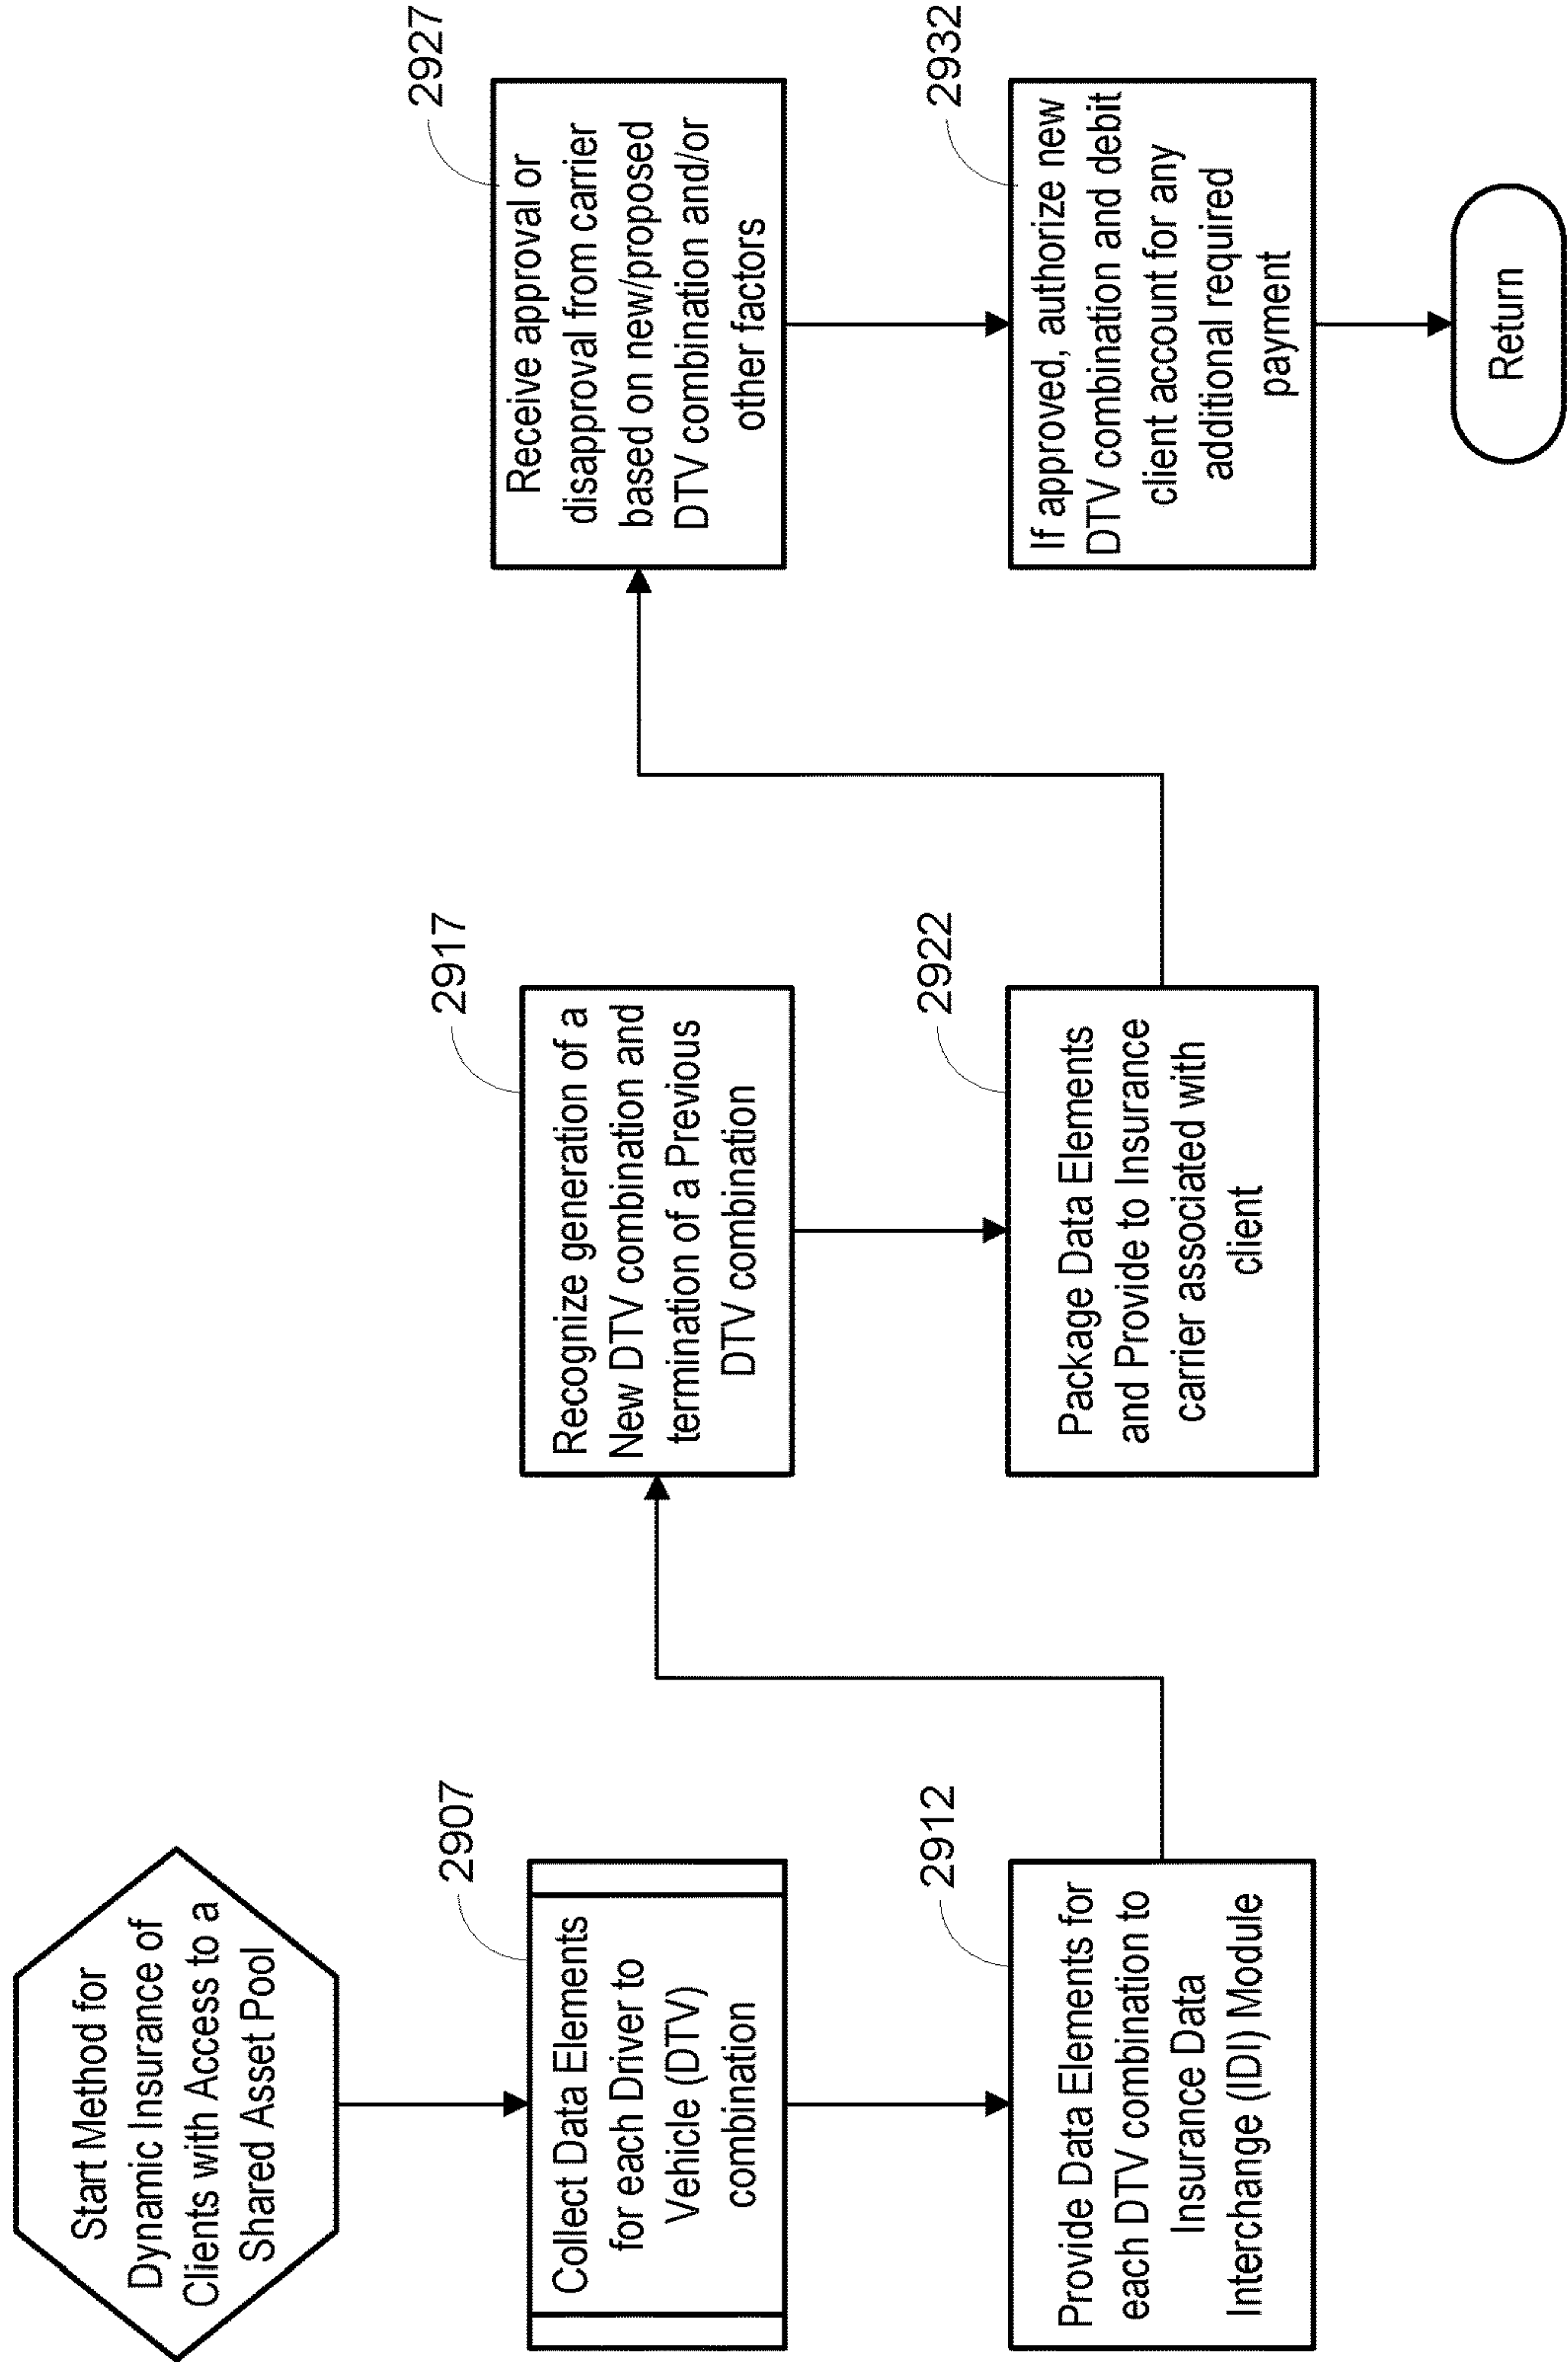 Start Method for
Dynamic Insurance of
Clients with Access to a
Shared Asset Pool
2907
Collect Data Elements
for each Driver to
Vehicle (DTV)
combination
2912
Provide Data Elements for
each DTV combination to
Insurance Data
Interchange (IDI) Module
2917
Recognize generation of a
New DTV combination and
termination of a Previous
DTV combination
2922
Package Data Elements
and Provide to Insurance
carrier associated with
client
2927
Receive approval or
disapproval from carrier
based on new/proposed
DTV combination and/or
other factors
2932
If approved, authorize new
DTV combination and debit
client account for any
additional required
payment
Return